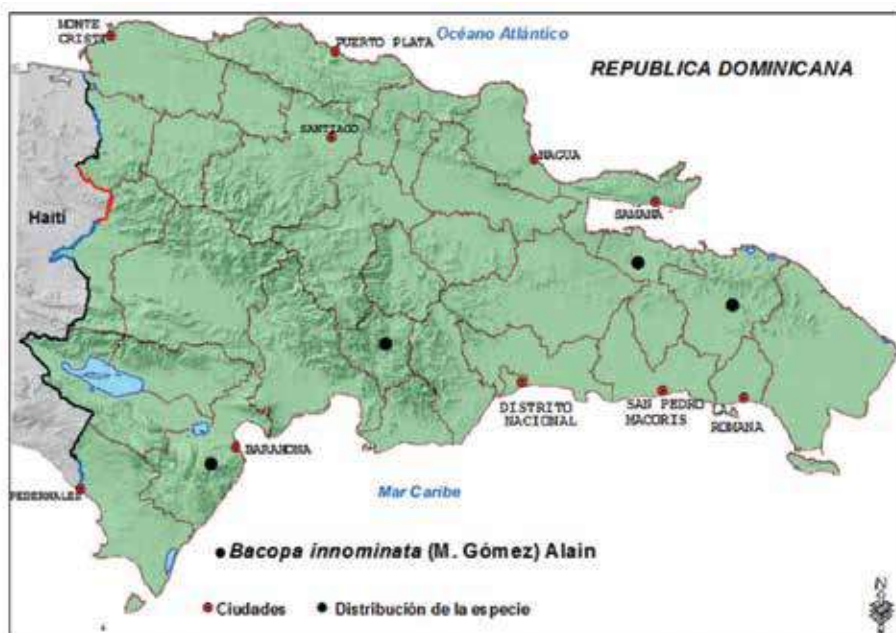 MONTE
CRISTI
PUERTO PLATA
Océano Atlántico
REPUBLICA DOMINICANA
SANTIAGO
NAGUA
SAMANA
Haití
DISTRITO
NACIONAL
SAN PEDRO
MACORIS
LA
ROMANA
BARAHONA
PEDERNALES
Mar Caribe
Bacopa innominata (M. Gómez) Alain
Ciudades
Distribución de la especie